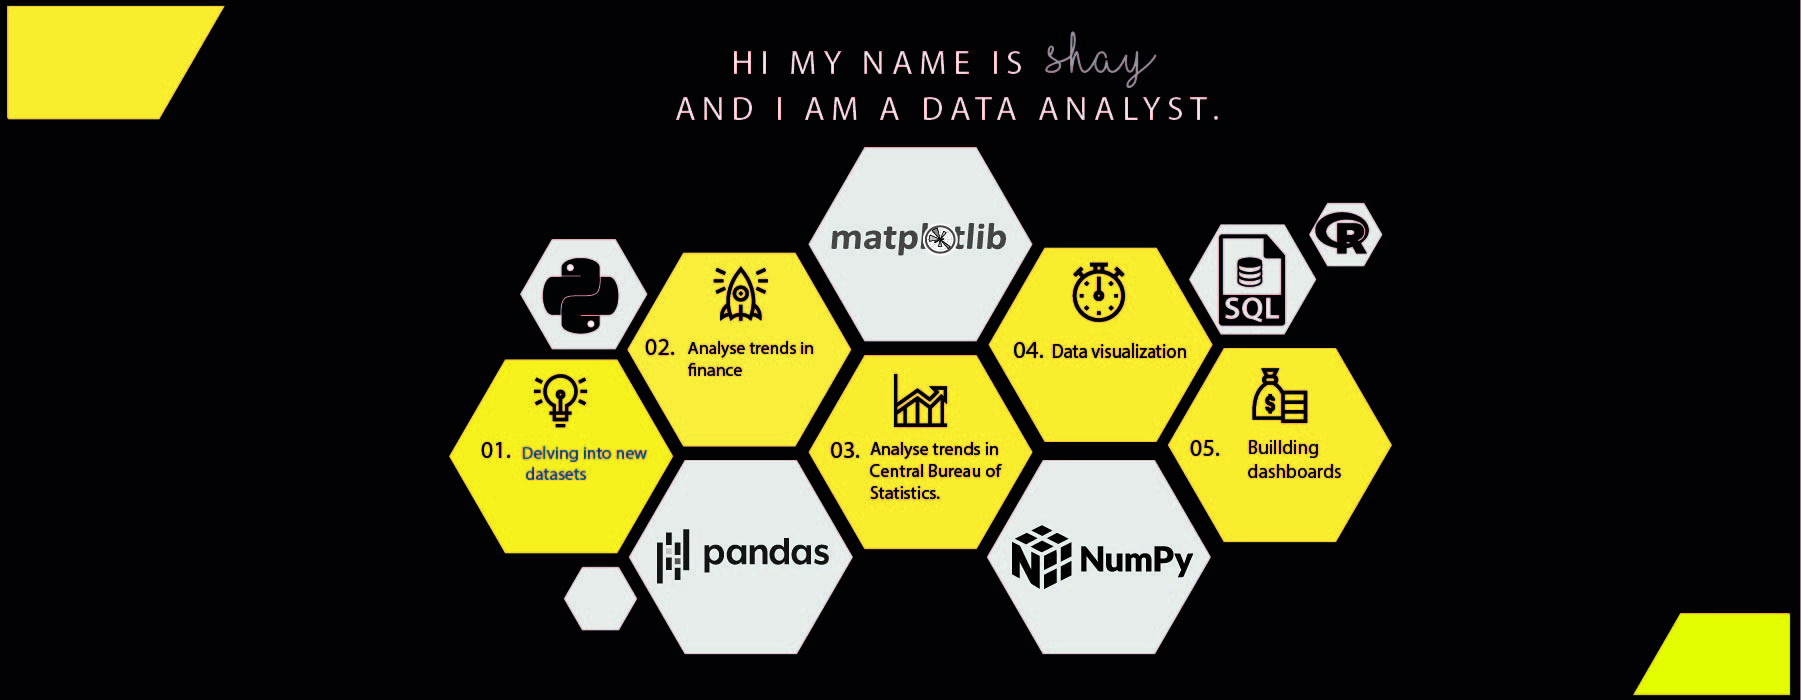 HI MY NAME IS shay
AND I AM A DATA ANALYST.
matplotlib
R
SQL
02. Analyse trends in
finance
04. Data visualization
01. Delving into new
datasets
03. Analyse trends in
Central Bureau of
Statistics.
05. Buillding
dashboards
pandas
NumPy